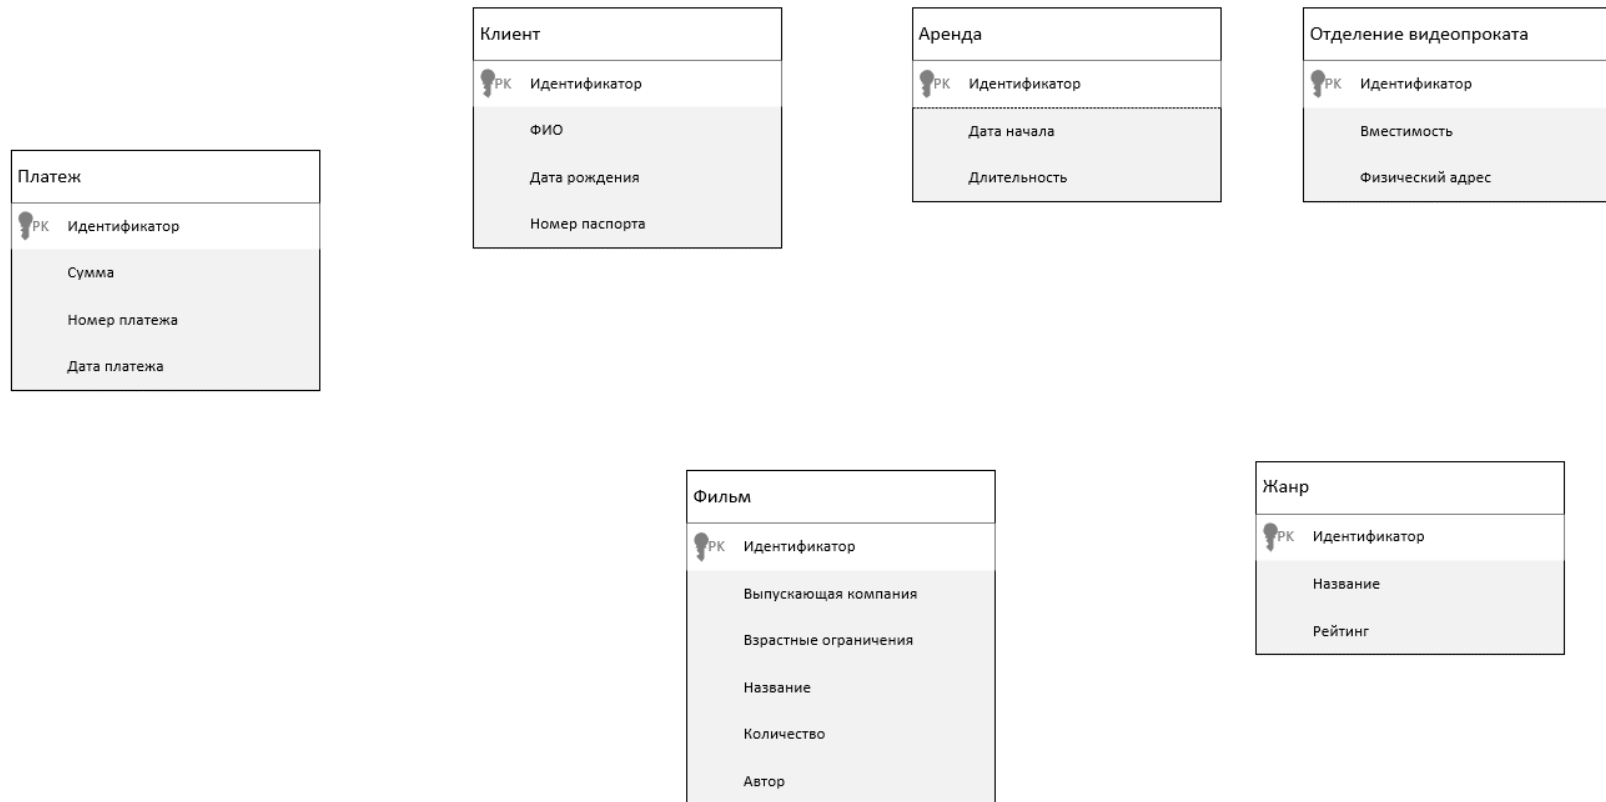 Клиент
PK Идентификатор
ФИО
Дата рождения
Номер паспорта
Аренда
PK Идентификатор
Дата начала
Длительность
Отделение видеопроката
PK Идентификатор
Вместимость
Физический адрес
Платеж
PK Идентификатор
Сумма
Номер платежа
Дата платежа
Фильм
PK Идентификатор
Выпускающая компания
Взрастные ограничения
Название
Количество
Автор
Жанр
PK Идентификатор
Название
Рейтинг